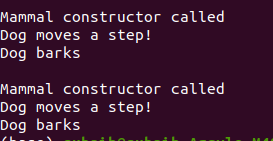 Mammal constructor called
Dog moves a step!
Dog barks
Mammal constructor called
Dog moves a step!
Dog barks